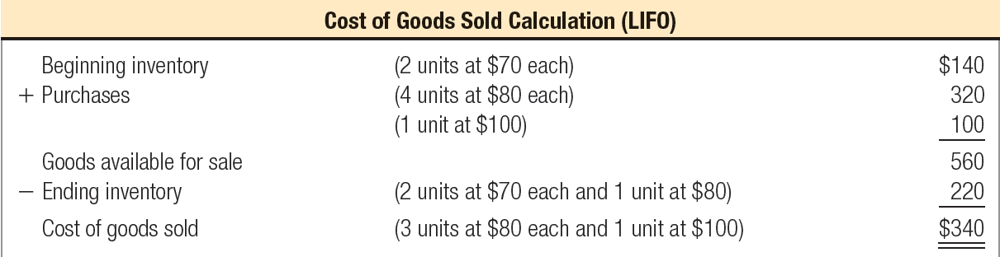 Cost of Goods Sold Calculation (LIFO)
Beginning inventory (2 units at $70 each) $140
+ Purchases (4 units at $80 each) 320
(1 unit at $100) 100
Goods available for sale 560
− Ending inventory (2 units at $70 each and 1 unit at $80) 220
Cost of goods sold (3 units at $80 each and 1 unit at $100) $340